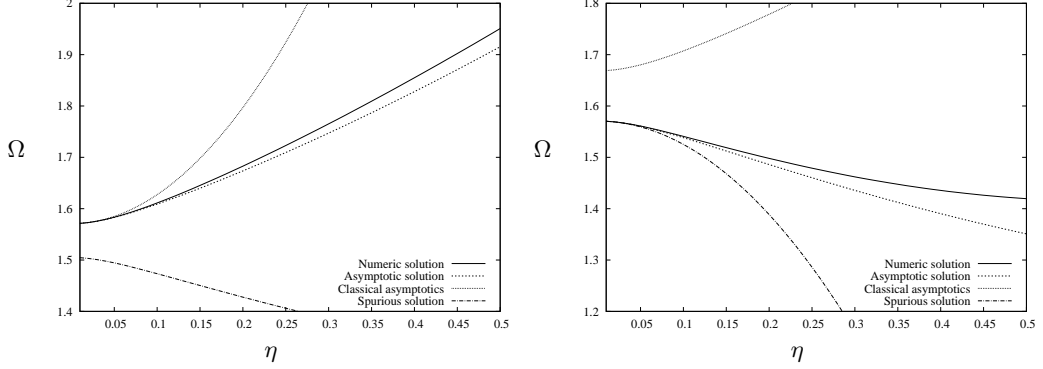 2
1.9
1.8
1.7
1.6
1.5
1.4
Ω
Numeric solution
Asymptotic solution
Classical asymptotics
Spurious solution
0.05 0.1 0.15 0.2 0.25 0.3 0.35 0.4 0.45 0.5
η
1.8
1.7
1.6
1.5
1.4
1.3
1.2
Ω
Numeric solution
Asymptotic solution
Classical asymptotics
Spurious solution
0.05 0.1 0.15 0.2 0.25 0.3 0.35 0.4 0.45 0.5
η